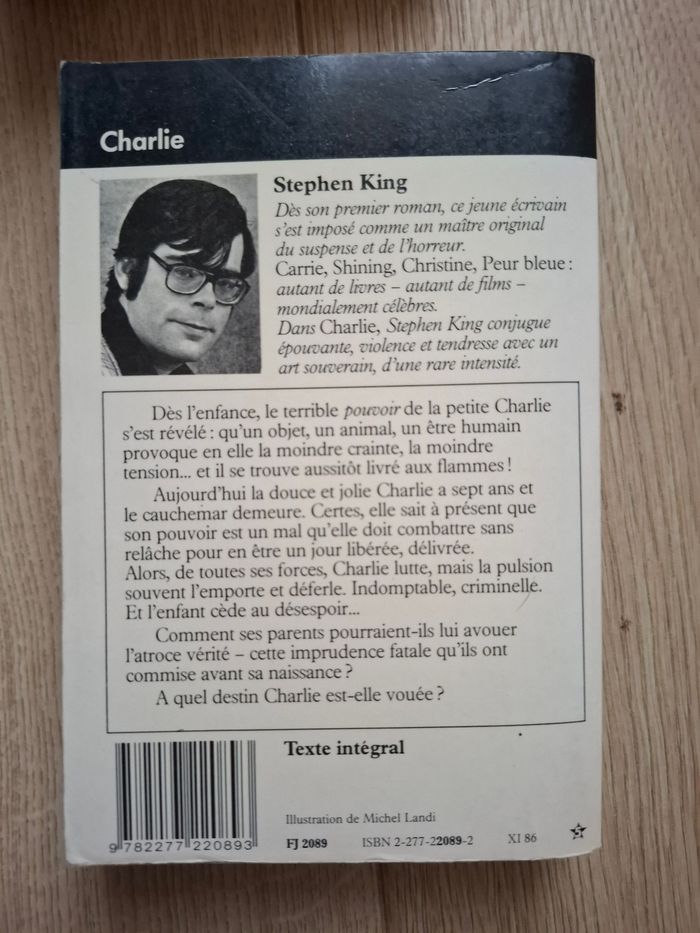 Charlie
Stephen King
Dès son premier roman, ce jeune écrivain
s'est imposé comme un maître original
du suspense et de l'horreur.
Carrie, Shining, Christine, Peur bleue :
autant de livres – autant de films –
mondialement célèbres.
Dans Charlie, Stephen King conjugue
épouvante, violence et tendresse avec un
art souverain, d'une rare intensité.
Dès l'enfance, le terrible pouvoir de la petite Charlie
s'est révélé : qu'un objet, un animal, un être humain
provoque en elle la moindre crainte, la moindre
tension... et il se trouve aussitôt livré aux flammes !
Aujourd'hui la douce et jolie Charlie a sept ans et
le cauchemar demeure. Certes, elle sait à présent que
son pouvoir est un mal qu'elle doit combattre sans
relâche pour en être un jour libérée, délivrée.
Alors, de toutes ses forces, Charlie lutte, mais la pulsion
souvent l'emporte et déferle. Indomptable, criminelle.
Et l'enfant cède au désespoir...
Comment ses parents pourraient-ils lui avouer
l'atroce vérité – cette imprudence fatale qu'ils ont
commise avant sa naissance ?
A quel destin Charlie est-elle vouée ?
Texte intégral
Illustration de Michel Landi
9 782277 220893
FJ 2089 ISBN 2-277-22089-2 XI 86
5